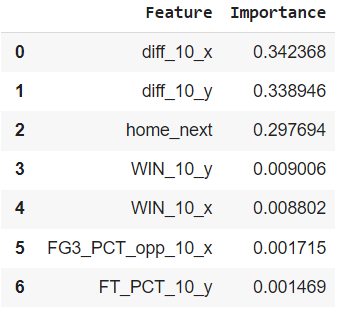 Feature Importance
0 diff_10_x 0.342368
1 diff_10_y 0.338946
2 home_next 0.297694
3 WIN_10_y 0.009006
4 WIN_10_x 0.008802
5 FG3_PCT_opp_10_x 0.001715
6 FT_PCT_10_y 0.001469